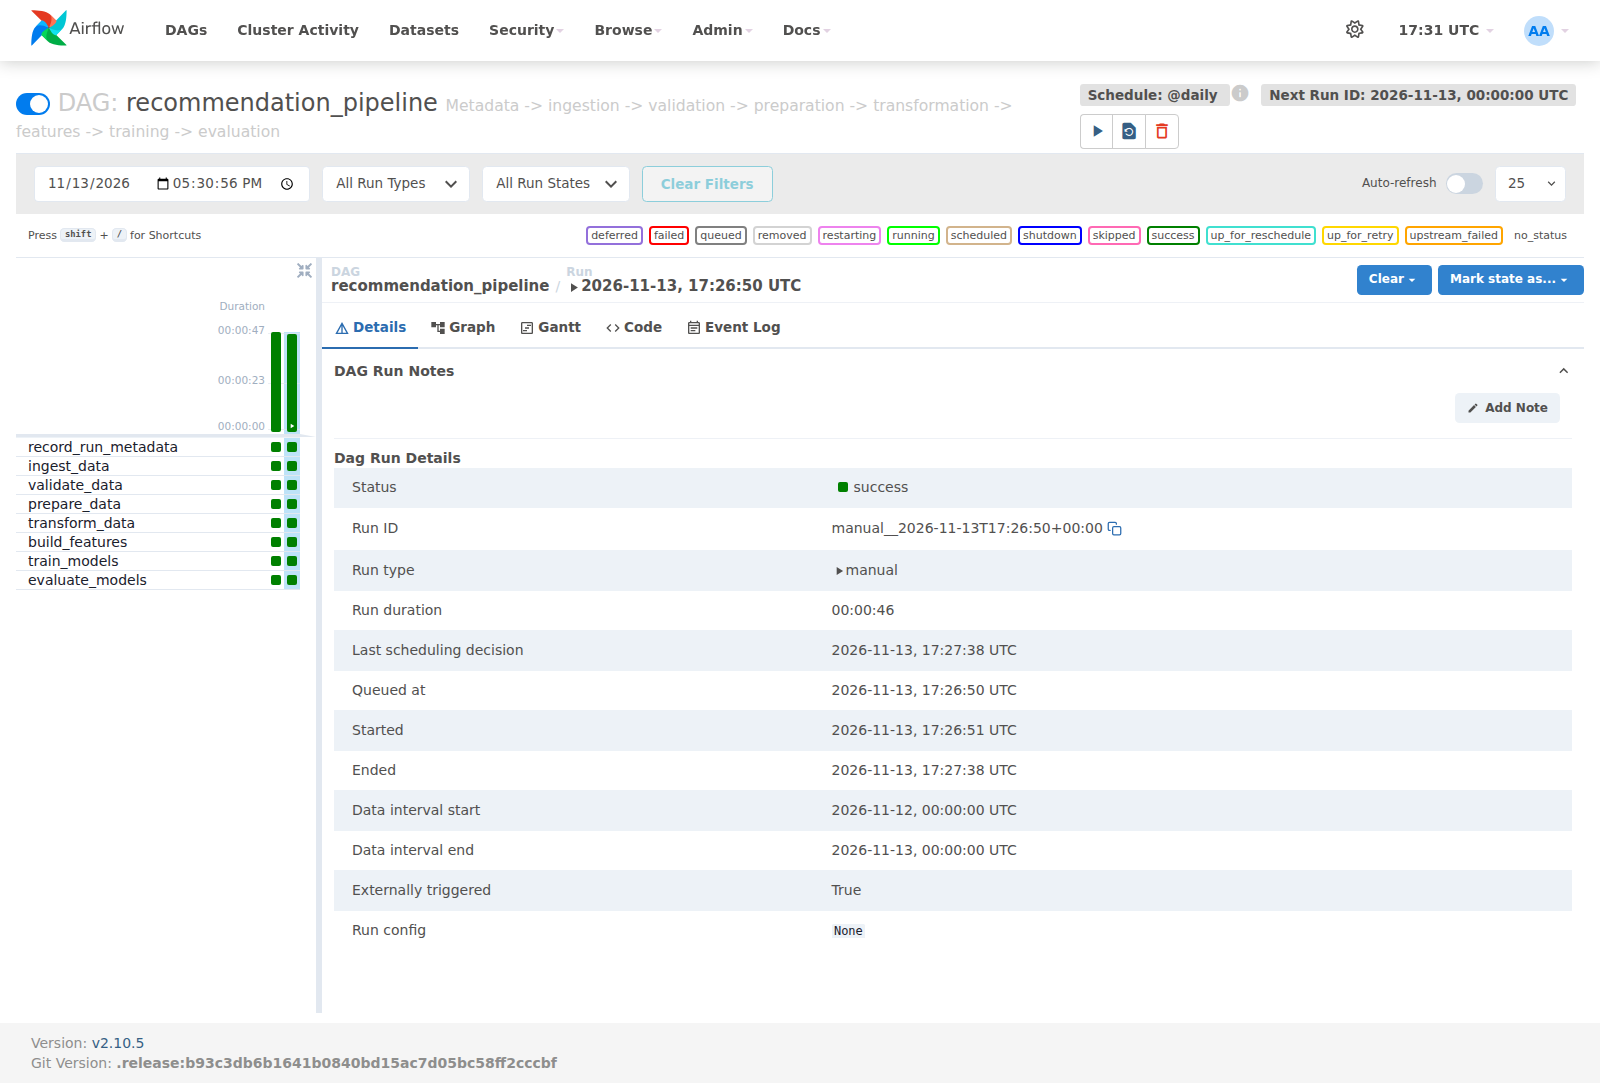 Airflow
DAGs Cluster Activity Datasets Security Browse Admin Docs 17:31 UTC AA
DAG: recommendation_pipeline Metadata -> ingestion -> validation -> preparation -> transformation ->
features -> training -> evaluation
Schedule: @daily Next Run ID: 2026-11-13, 00:00:00 UTC
11/13/2026 05:30:56 PM All Run Types All Run States Clear Filters Auto-refresh 25
Press shift + / for Shortcuts deferred failed queued removed restarting running scheduled shutdown skipped success up_for_reschedule up_for_retry upstream_failed no_status
Duration
00:00:47
00:00:23
00:00:00
record_run_metadata
ingest_data
validate_data
prepare_data
transform_data
build_features
train_models
evaluate_models
DAG Run
recommendation_pipeline / 2026-11-13, 17:26:50 UTC
Clear Mark state as...
Details Graph Gantt Code Event Log
DAG Run Notes
Add Note
Dag Run Details
Status success
Run ID manual__2026-11-13T17:26:50+00:00
Run type manual
Run duration 00:00:46
Last scheduling decision 2026-11-13, 17:27:38 UTC
Queued at 2026-11-13, 17:26:50 UTC
Started 2026-11-13, 17:26:51 UTC
Ended 2026-11-13, 17:27:38 UTC
Data interval start 2026-11-12, 00:00:00 UTC
Data interval end 2026-11-13, 00:00:00 UTC
Externally triggered True
Run config None
Version: v2.10.5
Git Version: .release:b93c3db6b1641b0840bd15ac7d05bc58ff2cccbf